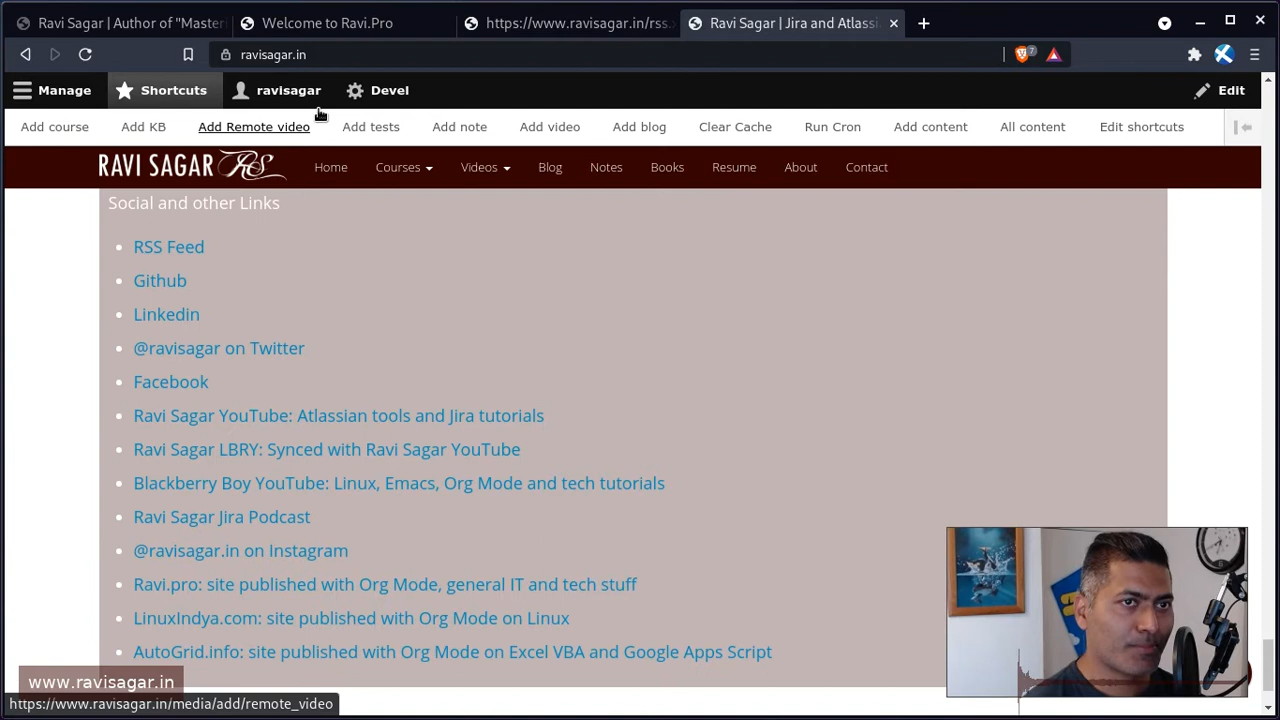 Ravi Sagar | Author of "Master
Welcome to Ravi.Pro
https://www.ravisagar.in/rss.
Ravi Sagar | Jira and Atlassi
ravisagar.in
7
Manage
Shortcuts
ravisagar
Devel
Edit
Add course
Add KB
Add Remote video
Add tests
Add note
Add video
Add blog
Clear Cache
Run Cron
Add content
All content
Edit shortcuts
RAVI SAGAR RS
Home
Courses
Videos
Blog
Notes
Books
Resume
About
Contact
Social and other Links
RSS Feed
Github
Linkedin
@ravisagar on Twitter
Facebook
Ravi Sagar YouTube: Atlassian tools and Jira tutorials
Ravi Sagar LBRY: Synced with Ravi Sagar YouTube
Blackberry Boy YouTube: Linux, Emacs, Org Mode and tech tutorials
Ravi Sagar Jira Podcast
@ravisagar.in on Instagram
Ravi.pro: site published with Org Mode, general IT and tech stuff
LinuxIndya.com: site published with Org Mode on Linux
AutoGrid.info: site published with Org Mode on Excel VBA and Google Apps Script
www.ravisagar.in
https://www.ravisagar.in/media/add/remote_video